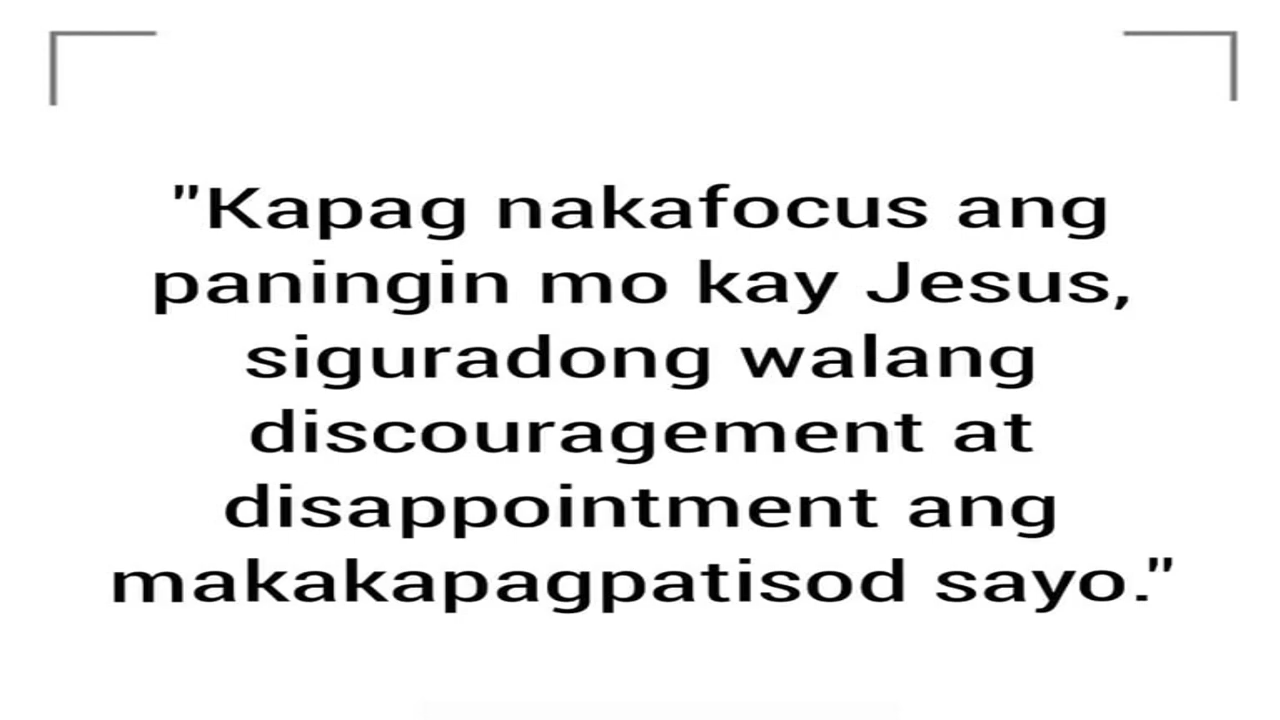 "Kapag nakafocus ang
paningin mo kay Jesus,
siguradong walang
discouragement at
disappointment ang
makakapagpatisod sayo."